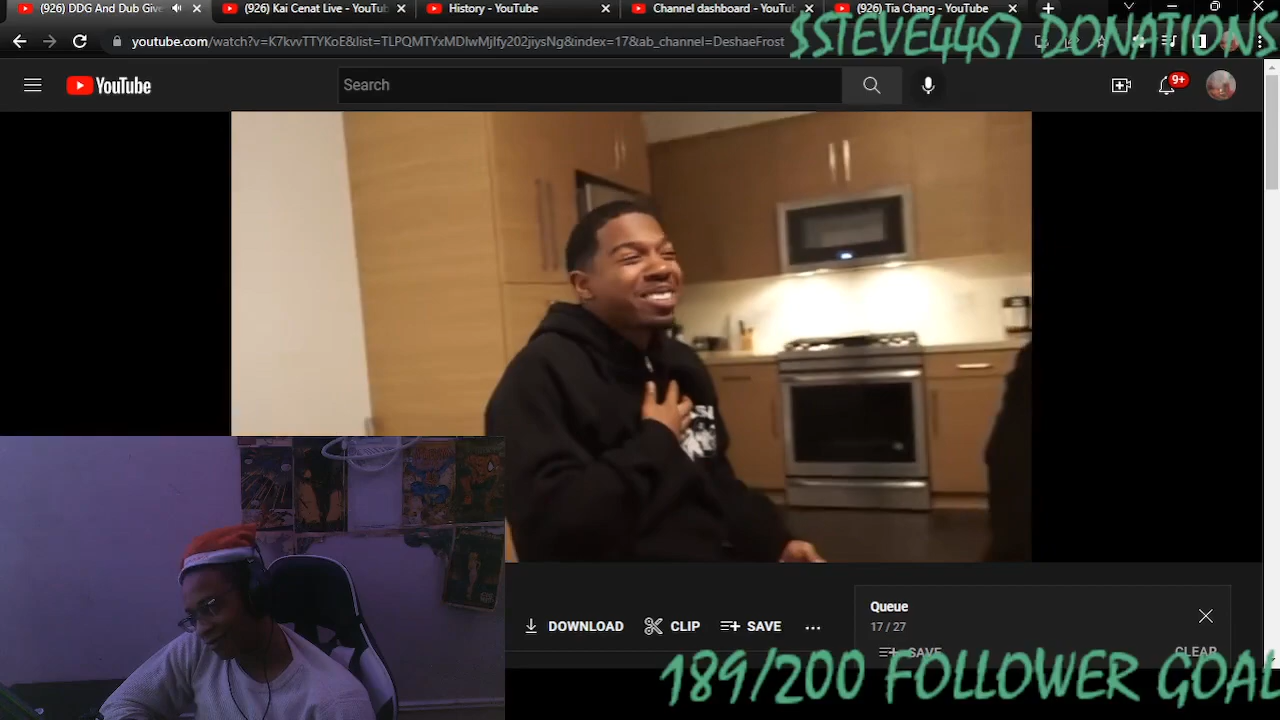 (926) DDG And Dub Give
(926) Kai Cenat Live - YouTub
History - YouTube
Channel dashboard - YouTub
(926) Tia Chang - YouTube
$STEVE4467 DONATIONS
youtube.com/watch?v=K7kvvTTYKoE&list=TLPQMTYxMDIwMjIfy202jiysNg&index=17&ab_channel=DeshaeFrost
YouTube
Search
9+
DOWNLOAD
CLIP
SAVE
...
Queue
17 / 27
SAVE
CLEAR
189/200 FOLLOWER GOAL